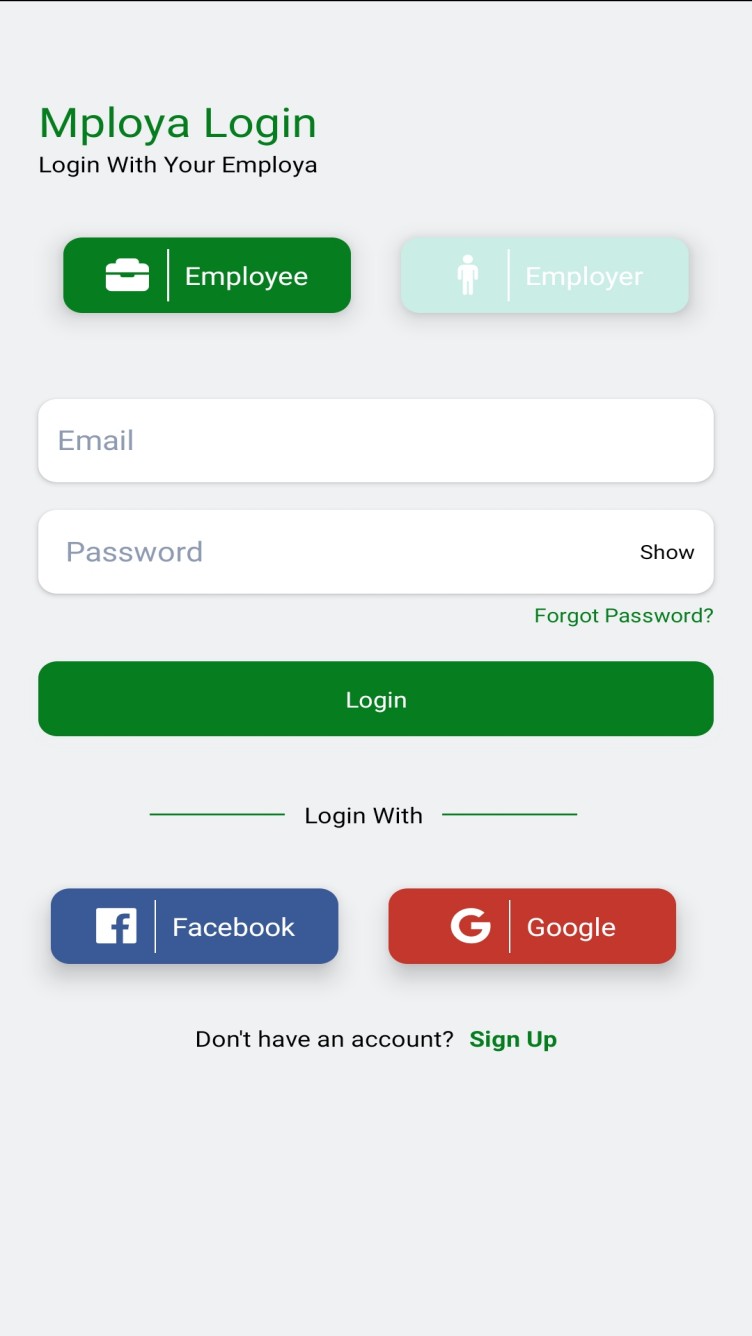 Mploya Login
Login With Your Employa
Employee Employer
Email
Password Show
Forgot Password?
Login
Login With
Facebook Google
Don't have an account? Sign Up